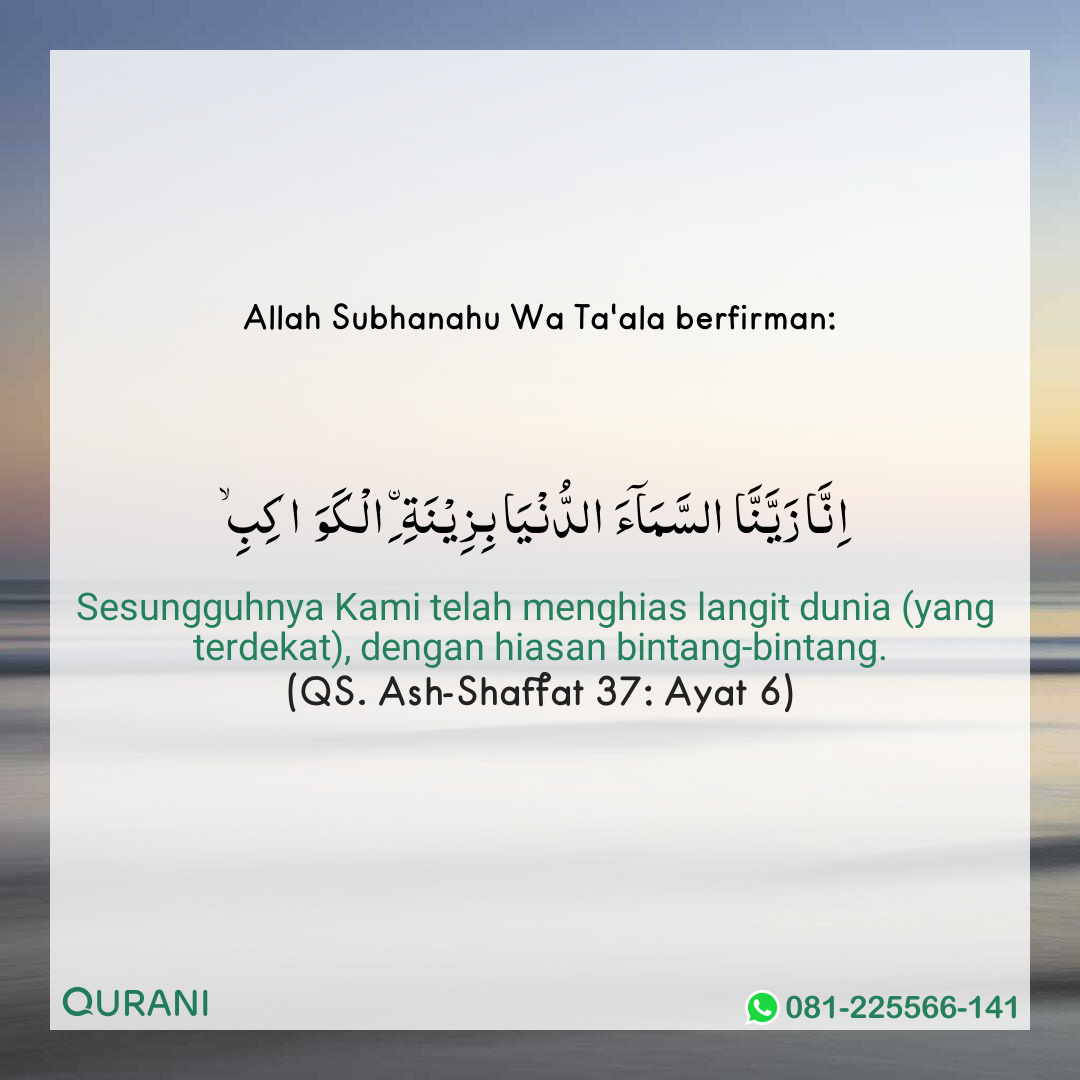 Allah Subhanahu Wa Ta'ala berfirman:
اِنَّا زَيَّنَّا السَّمَآءَ الدُّنْيَا بِزِيْنَةِ ۨ الْكَوَا كِبِ ۙ
Sesungguhnya Kami telah menghias langit dunia (yang
terdekat), dengan hiasan bintang-bintang.
(QS. Ash-Shaffat 37: Ayat 6)
QURANI
081-225566-141